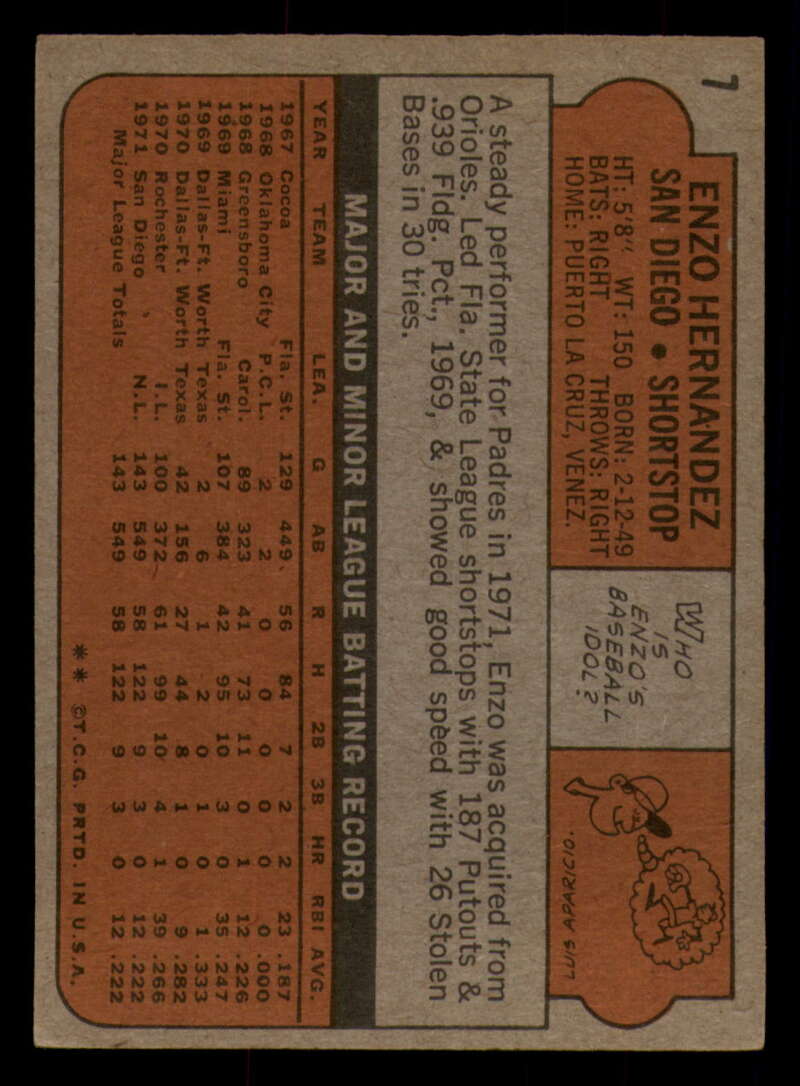 7
ENZO HERNANDEZ
SAN DIEGO • SHORTSTOP
HT: 5'8" WT: 150 BORN: 2-12-49
BATS: RIGHT THROWS: RIGHT
HOME: PUERTO LA CRUZ, VENEZ.
WHO
IS
ENZO'S
BASEBALL
IDOL?
LUIS APARICIO.
A steady performer for Padres in 1971, Enzo was acquired from
Orioles. Led Fla. State League shortstops with 187 Putouts &
.939 Fldg. Pct., 1969, & showed good speed with 26 Stolen
Bases in 30 tries.
MAJOR AND MINOR LEAGUE BATTING RECORD
YEAR TEAM LEA. G AB R H 2B 3B HR RBI AVG.
1967 Cocoa Fla. St. 129 449 56 84 7 2 2 23 .187
1968 Oklahoma City P.C.L. 2 2 0 0 0 0 0 0 .000
1968 Greensboro Carol. 89 323 41 73 11 0 1 12 .226
1969 Miami Fla. St. 107 384 42 95 10 3 0 35 .247
1969 Dallas-Ft. Worth Texas 2 6 1 2 0 1 0 1 .333
1970 Dallas-Ft. Worth Texas 42 156 27 44 8 1 0 9 .282
1970 Rochester I.L. 100 372 61 99 10 4 1 39 .266
1971 San Diego N.L. 143 549 58 122 9 3 0 12 .222
Major League Totals 143 549 58 122 9 3 0 12 .222
** ©T.C.G. PRTD. IN U.S.A.